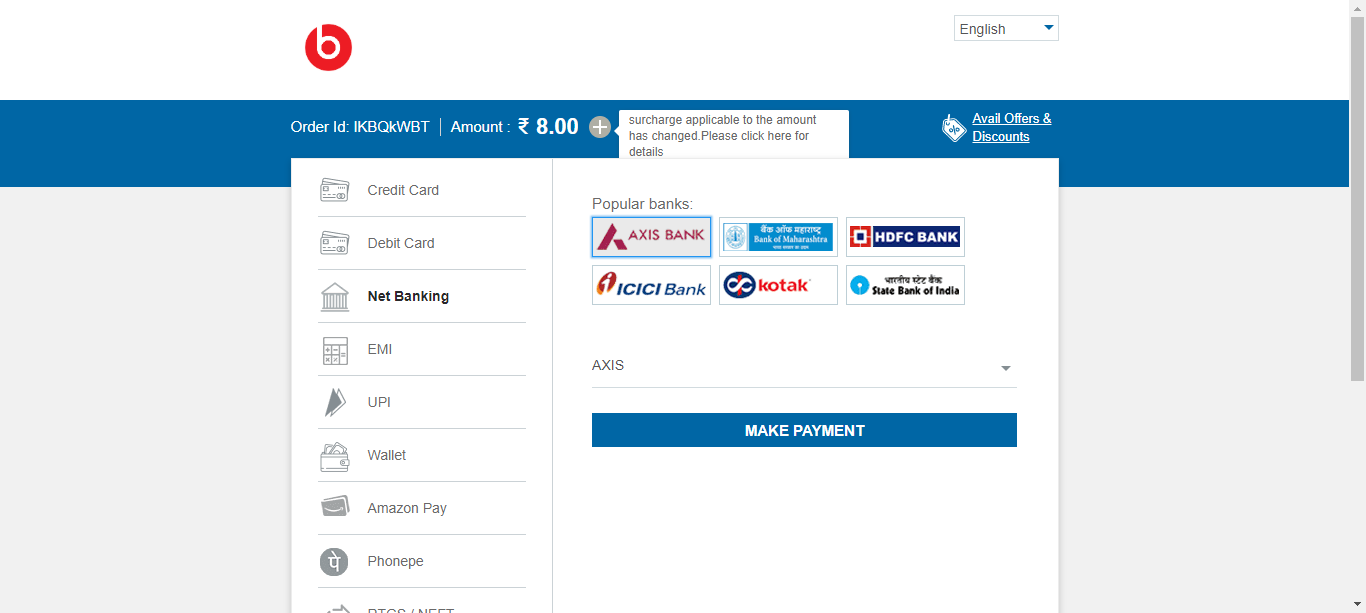 b
English
Order Id: IKBQkWBT
Amount : ₹ 8.00
surcharge applicable to the amount
has changed.Please click here for
details
Avail Offers &
Discounts
Credit Card
Debit Card
Net Banking
EMI
UPI
Wallet
Amazon Pay
पे
Phonepe
RTGS / NEFT
Popular banks:
AXIS BANK
बैंक ऑफ महाराष्ट्र
Bank of Maharashtra
HDFC BANK
ICICI Bank
kotak
भारतीय स्टेट बैंक
State Bank of India
AXIS
MAKE PAYMENT